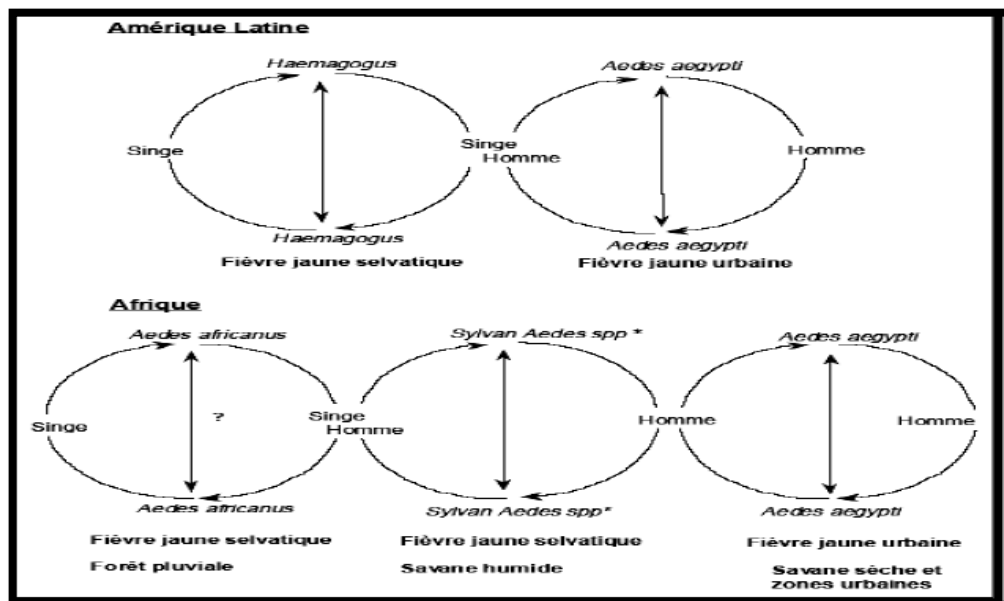 Amérique Latine
Haemagogus
Aedes aegypti
Singe
Singe
Homme
Homme
Haemagogus
Aedes aegypti
Fièvre jaune selvatique
Fièvre jaune urbaine
Afrique
Aedes africanus
Sylvan Aedes spp *
Aedes aegypti
?
Singe
Singe
Homme
Homme
Homme
Aedes africanus
Sylvan Aedes spp*
Aedes aegypti
Fièvre jaune selvatique
Fièvre jaune selvatique
Fièvre jaune urbaine
Forêt pluviale
Savane humide
Savane sèche et
zones urbaines